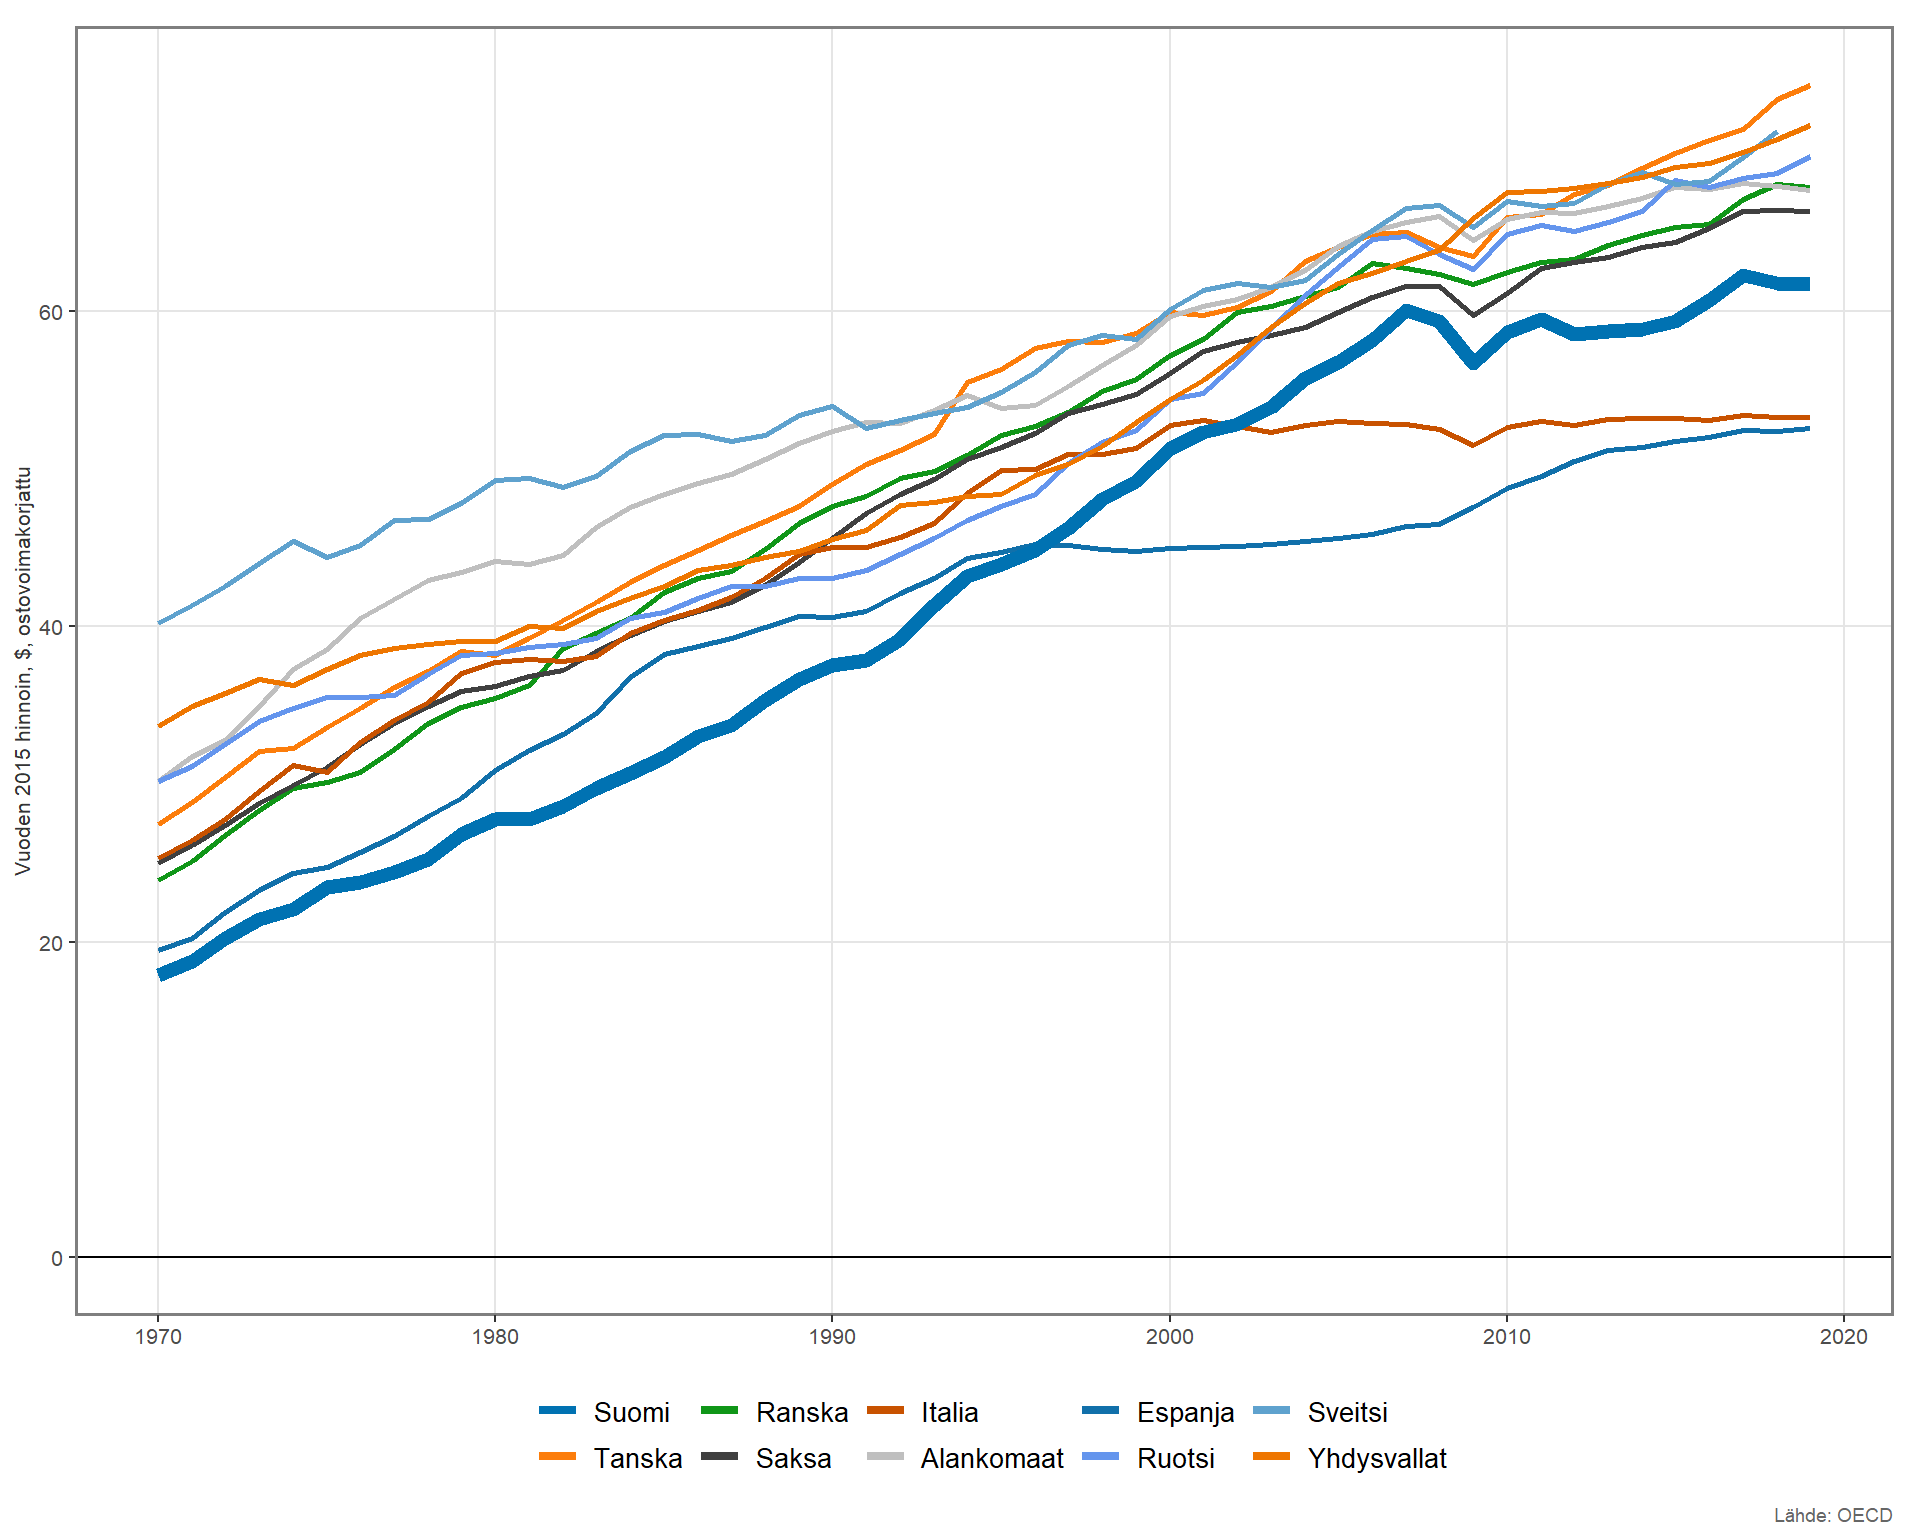 Vuoden 2015 hinnoin, $, ostovoimakorjattu
60
40
20
0
1970 1980 1990 2000 2010 2020
Suomi Ranska Italia Espanja Sveitsi
Tanska Saksa Alankomaat Ruotsi Yhdysvallat
Lähde: OECD